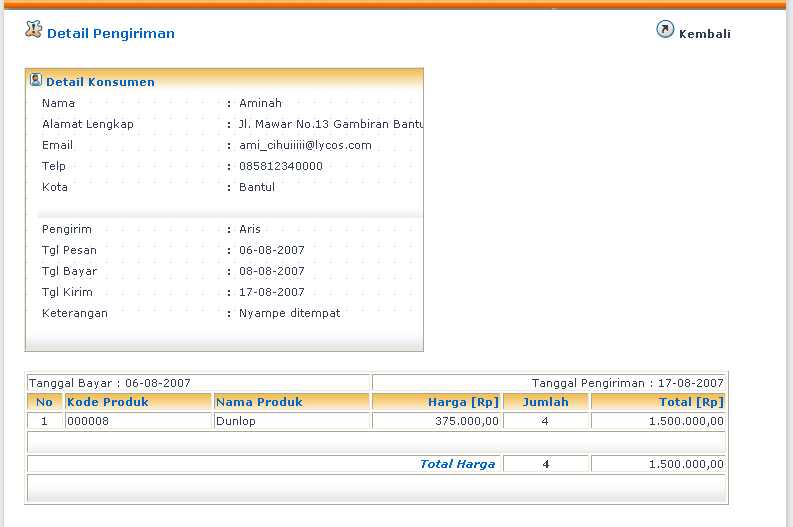 Detail Pengiriman
Kembali
Detail Konsumen
Nama : Aminah
Alamat Lengkap : Jl. Mawar No.13 Gambiran Bantu
Email : ami_cihuiiiii@lycos.com
Telp : 085812340000
Kota : Bantul
Pengirim : Aris
Tgl Pesan : 06-08-2007
Tgl Bayar : 08-08-2007
Tgl Kirim : 17-08-2007
Keterangan : Nyampe ditempat
Tanggal Bayar : 06-08-2007 Tanggal Pengiriman : 17-08-2007
No Kode Produk Nama Produk Harga [Rp] Jumlah Total [Rp]
1 000008 Dunlop 375.000,00 4 1.500.000,00
Total Harga 4 1.500.000,00